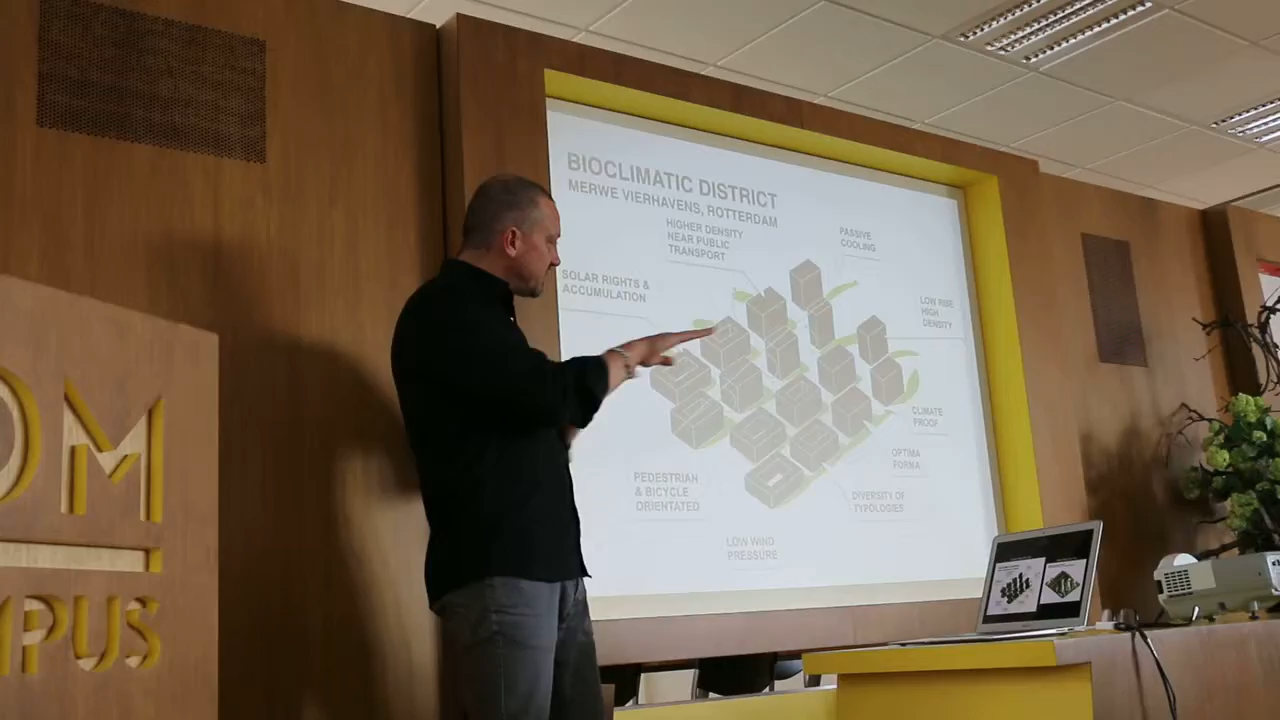 BIOCLIMATIC DISTRICT
MERWE VIERHAVENS, ROTTERDAM
HIGHER DENSITY
NEAR PUBLIC
TRANSPORT
PASSIVE
COOLING
SOLAR RIGHTS &
ACCUMULATION
LOW RISE
HIGH
DENSITY
CLIMATE
PROOF
OPTIMA
FORMA
PEDESTRIAN
& BICYCLE
ORIENTATED
DIVERSITY OF
TYPOLOGIES
LOW WIND
PRESSURE
OM
MPUS